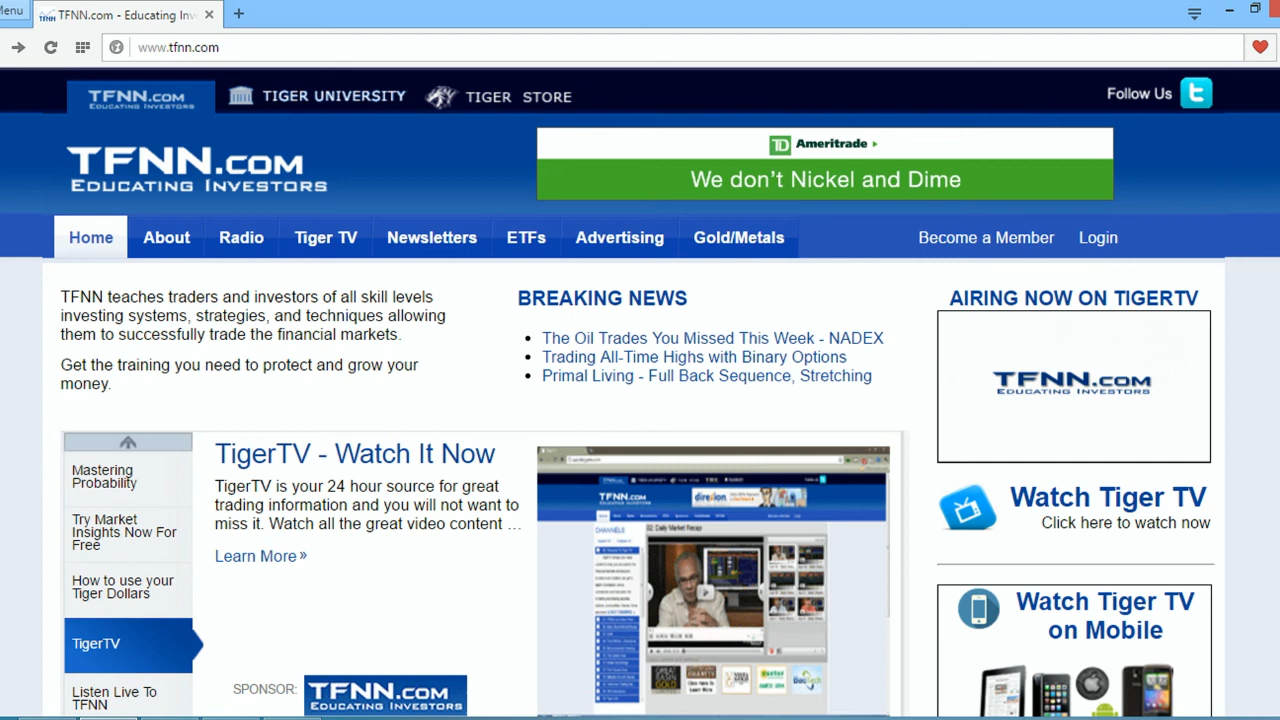 Menu
TFNN.com - Educating Inv
www.tfnn.com
TFNN.COM
EDUCATING INVESTORS
TIGER UNIVERSITY
TIGER STORE
Follow Us
TFNN.COM
EDUCATING INVESTORS
TD Ameritrade
We don't Nickel and Dime
Home
About
Radio
Tiger TV
Newsletters
ETFs
Advertising
Gold/Metals
Become a Member
Login
TFNN teaches traders and investors of all skill levels
investing systems, strategies, and techniques allowing
them to successfully trade the financial markets.
Get the training you need to protect and grow your
money.
BREAKING NEWS
The Oil Trades You Missed This Week - NADEX
Trading All-Time Highs with Binary Options
Primal Living - Full Back Sequence, Stretching
AIRING NOW ON TIGERTV
TFNN.COM
EDUCATING INVESTORS
Watch Tiger TV
Click here to watch now
Watch Tiger TV
on Mobile
Mastering
Probability
Try Market
Insights Now For
Free
How to use your
Tiger Dollars
TigerTV
Listen Live To
TFNN
TigerTV - Watch It Now
TigerTV is your 24 hour source for great
trading information and you will not want to
miss it. Watch all the great video content ...
Learn More »
SPONSOR:
TFNN.COM
EDUCATING INVESTORS
TFNN.COM
direxion
CHANNELS
02. Daily Market Recap